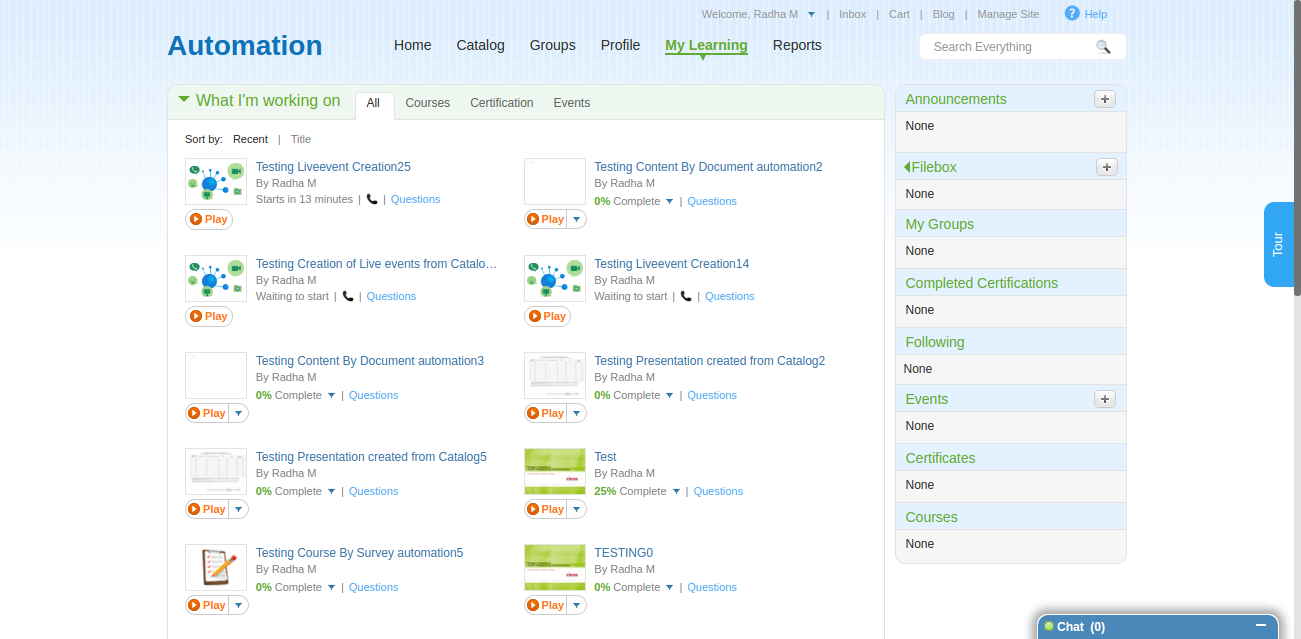 Welcome, Radha M | Inbox | Cart | Blog | Manage Site ? Help
Automation
Home Catalog Groups Profile My Learning Reports
Search Everything
What I'm working on All Courses Certification Events
Sort by: Recent | Title
Testing Liveevent Creation25
By Radha M
Starts in 13 minutes | | Questions
Play
Testing Content By Document automation2
By Radha M
0% Complete | Questions
Play
Testing Creation of Live events from Catalo…
By Radha M
Waiting to start | | Questions
Play
Testing Liveevent Creation14
By Radha M
Waiting to start | | Questions
Play
Testing Content By Document automation3
By Radha M
0% Complete | Questions
Play
Testing Presentation created from Catalog2
By Radha M
0% Complete | Questions
Play
Testing Presentation created from Catalog5
By Radha M
0% Complete | Questions
Play
Test
By Radha M
25% Complete | Questions
Play
Testing Course By Survey automation5
By Radha M
0% Complete | Questions
Play
TESTING0
By Radha M
0% Complete | Questions
Play
Announcements +
None
Filebox +
None
My Groups
None
Completed Certifications
None
Following
None
Events +
None
Certificates
None
Courses
None
Tour
Chat (0)